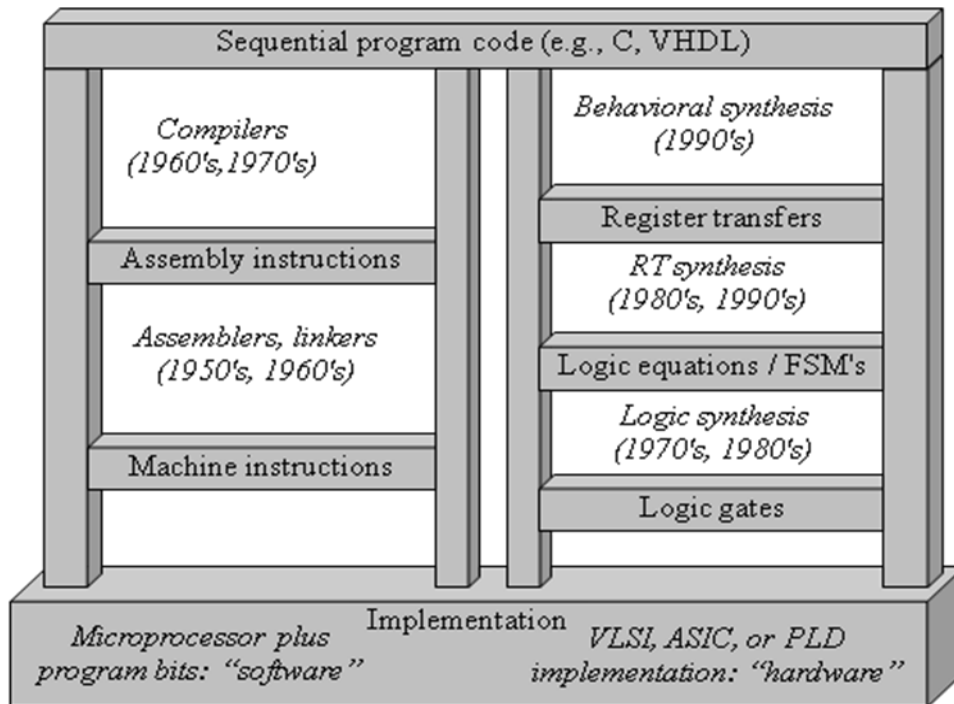 Sequential program code (e.g., C, VHDL)
Compilers
(1960's,1970's)
Assembly instructions
Assemblers, linkers
(1950's, 1960's)
Machine instructions
Behavioral synthesis
(1990's)
Register transfers
RT synthesis
(1980's, 1990's)
Logic equations / FSM's
Logic synthesis
(1970's, 1980's)
Logic gates
Implementation
Microprocessor plus
program bits: “software”
VLSI, ASIC, or PLD
implementation: “hardware”